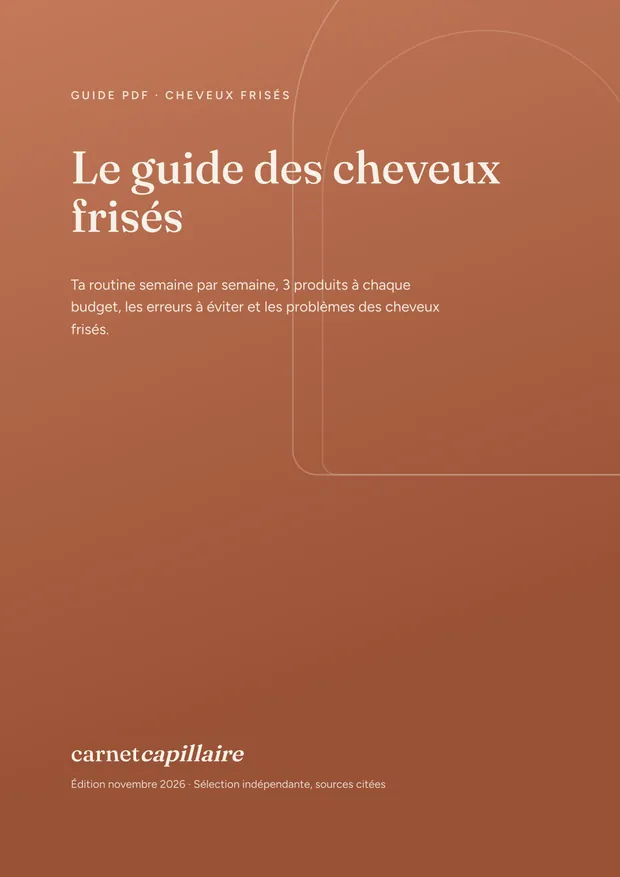 GUIDE PDF · CHEVEUX FRISÉS
Le guide des cheveux
frisés
Ta routine semaine par semaine, 3 produits à chaque
budget, les erreurs à éviter et les problèmes des cheveux
frisés.
carnetcapillaire
Édition novembre 2026 · Sélection indépendante, sources citées